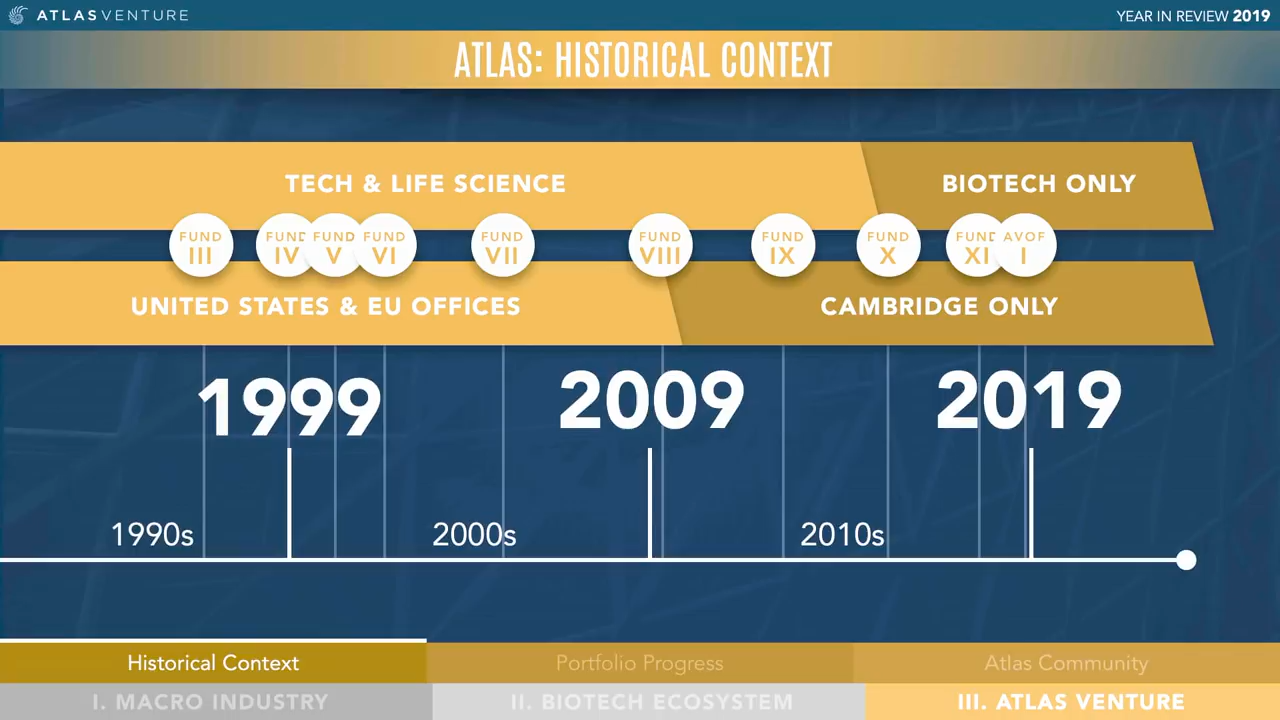 ATLAS VENTURE
YEAR IN REVIEW 2019
ATLAS: HISTORICAL CONTEXT
TECH & LIFE SCIENCE
BIOTECH ONLY
FUND III
FUND IV
FUND V
FUND VI
FUND VII
FUND VIII
FUND IX
FUND X
FUND XI
AVOF I
UNITED STATES & EU OFFICES
CAMBRIDGE ONLY
1999
2009
2019
1990s
2000s
2010s
Historical Context
Portfolio Progress
Atlas Community
I. MACRO INDUSTRY
II. BIOTECH ECOSYSTEM
III. ATLAS VENTURE